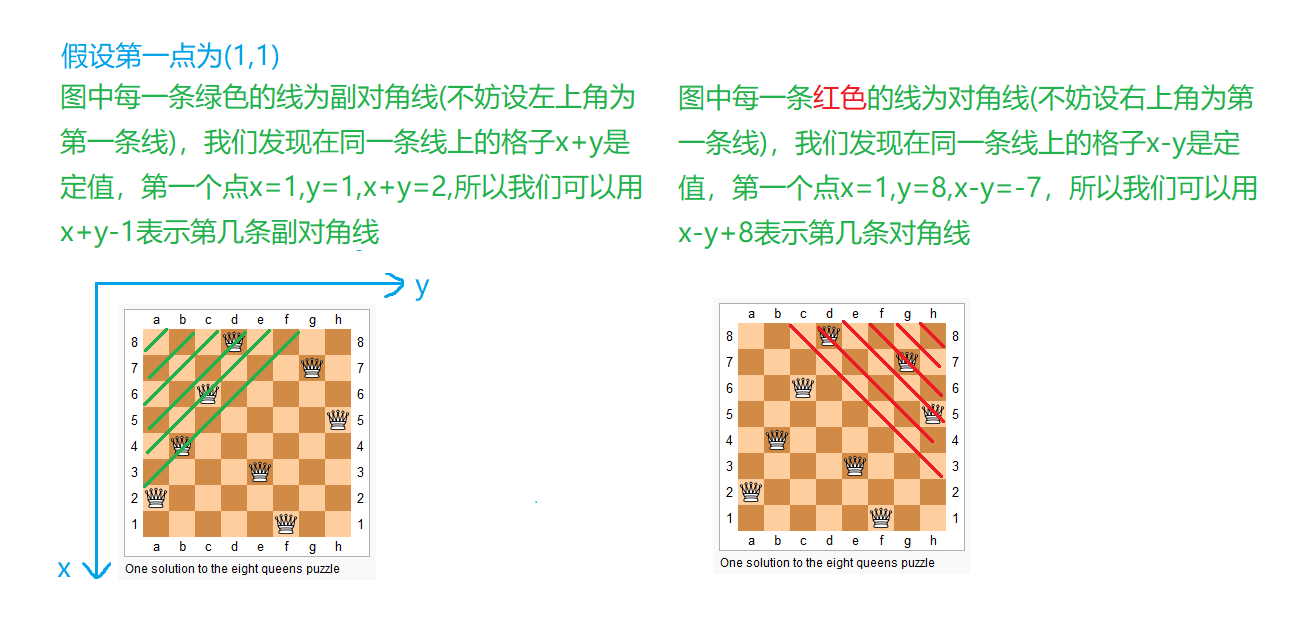 假设第一点为(1,1)
图中每一条绿色的线为副对角线(不妨设左上角为
第一条线)，我们发现在同一条线上的格子x+y是
定值，第一个点x=1,y=1,x+y=2,所以我们可以用
x+y-1表示第几条副对角线
图中每一条红色的线为对角线(不妨设右上角为第
一条线)，我们发现在同一条线上的格子x-y是定
值，第一个点x=1,y=8,x-y=-7，所以我们可以用
x-y+8表示第几条对角线
y
a b c d e f g h
8 8
7 7
6 6
5 5
4 4
3 3
2 2
1 1
a b c d e f g h
x
One solution to the eight queens puzzle
a b c d e f g h
8 8
7 7
6 6
5 5
4 4
3 3
2 2
1 1
a b c d e f g h
One solution to the eight queens puzzle